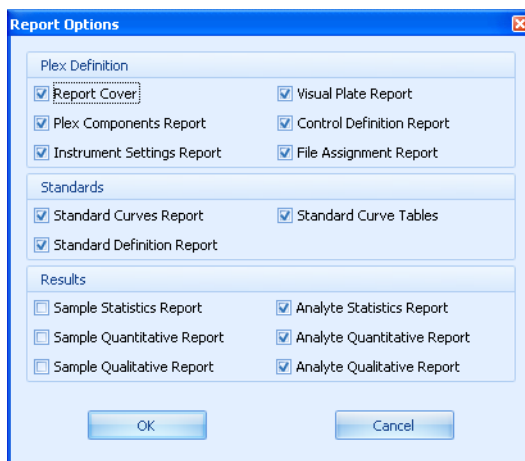 Report Options
Plex Definition
Report Cover
Visual Plate Report
Plex Components Report
Control Definition Report
Instrument Settings Report
File Assignment Report
Standards
Standard Curves Report
Standard Curve Tables
Standard Definition Report
Results
Sample Statistics Report
Analyte Statistics Report
Sample Quantitative Report
Analyte Quantitative Report
Sample Qualitative Report
Analyte Qualitative Report
OK
Cancel